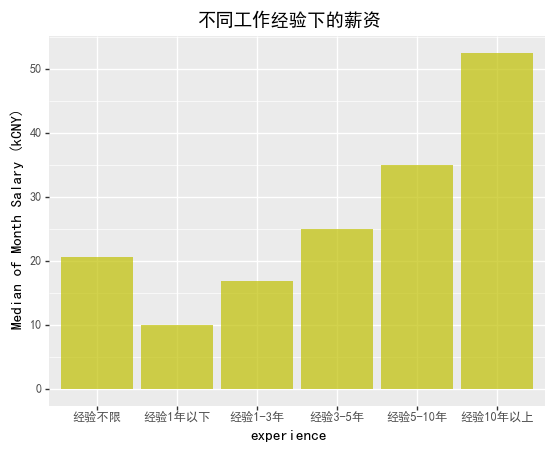 不同工作经验下的薪资
Median of Month Salary (kCNY)
50
40
30
20
10
0
经验不限 经验1年以下 经验1-3年 经验3-5年 经验5-10年 经验10年以上
experience